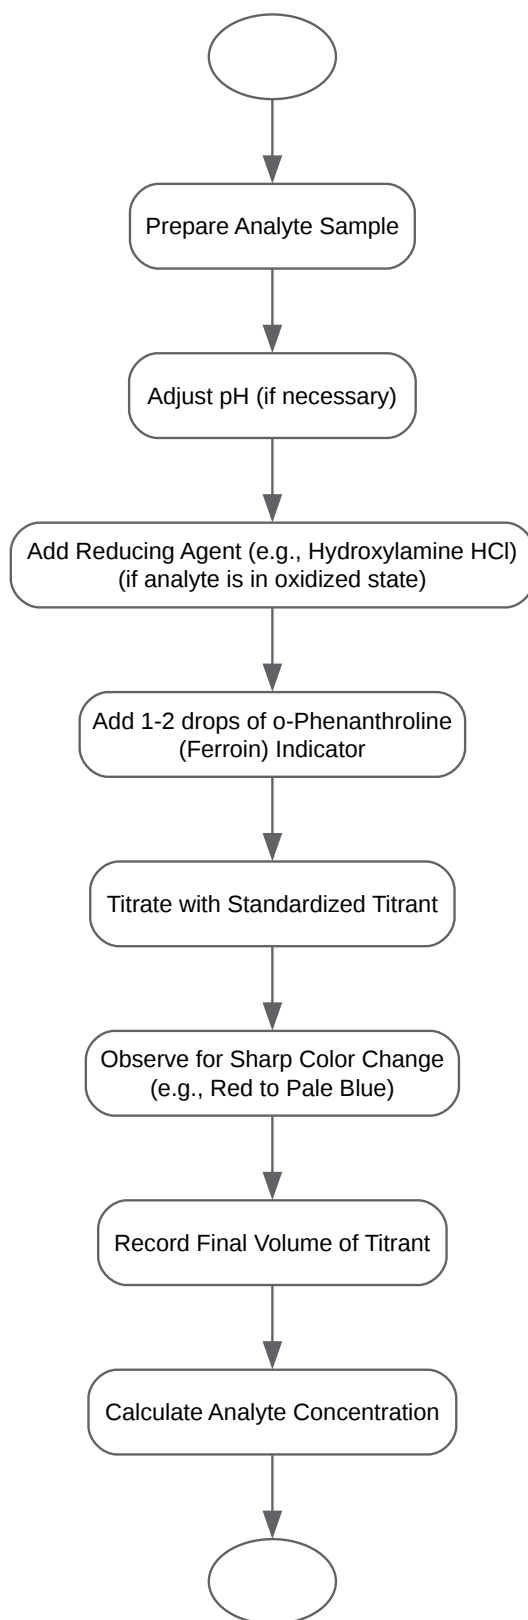 Prepare Analyte Sample
Adjust pH (if necessary)
Add Reducing Agent (e.g., Hydroxylamine HCl)
(if analyte is in oxidized state)
Add 1-2 drops of o-Phenanthroline
(Ferroin) Indicator
Titrate with Standardized Titrant
Observe for Sharp Color Change
(e.g., Red to Pale Blue)
Record Final Volume of Titrant
Calculate Analyte Concentration